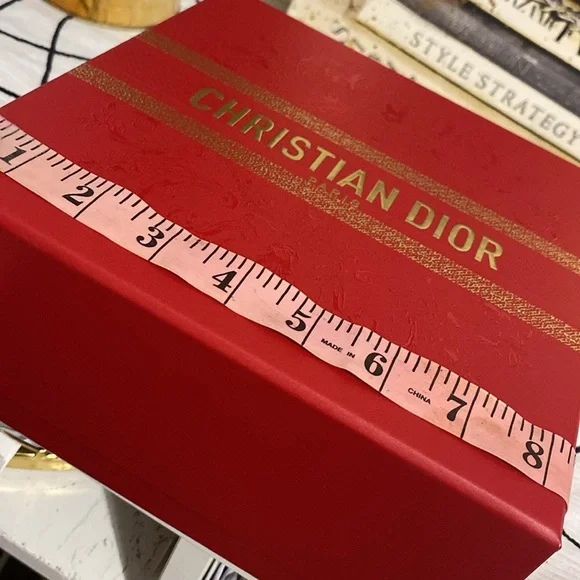 STYLE STRATEGY
CHRISTIAN DIOR
PARIS
1 2 3 4 5 MADE IN 6 CHINA 7 8